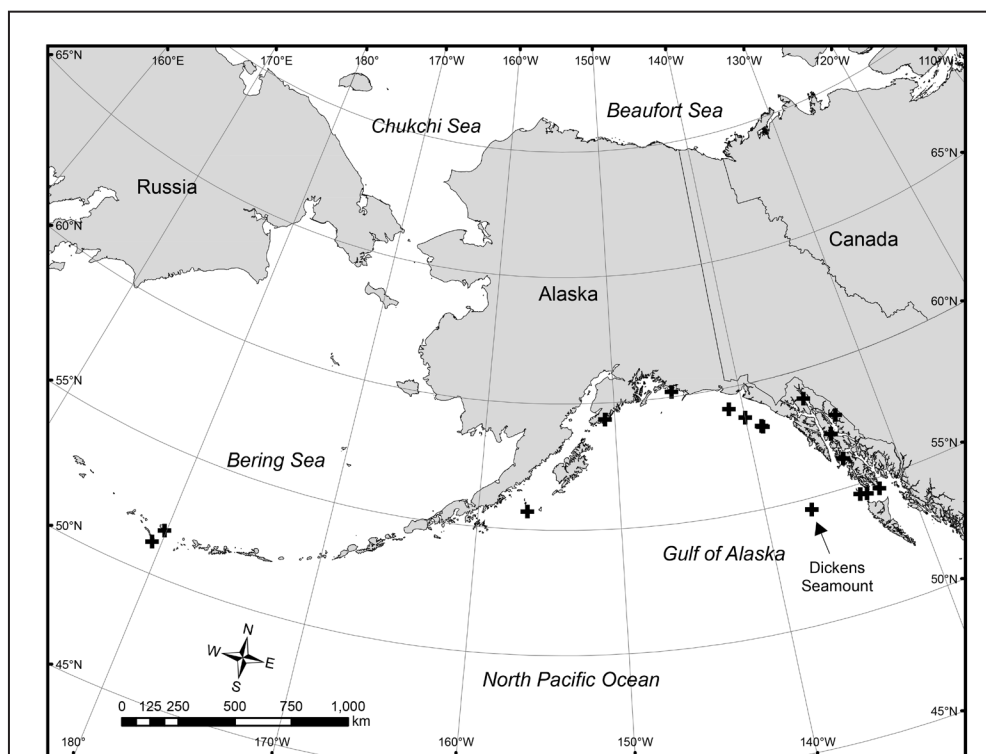 65°N
160°E
170°E
180°
170°W
160°W
150°W
140°W
130°W
120°W
110°W
Beaufort Sea
Chukchi Sea
65°N
Russia
60°N
Canada
Alaska
60°N
55°N
55°N
Bering Sea
50°N
Gulf of Alaska
Dickens
Seamount
50°N
N
W
E
S
45°N
North Pacific Ocean
0 125 250 500 750 1,000
km
45°N
180°
170°W
160°W
150°W
140°W